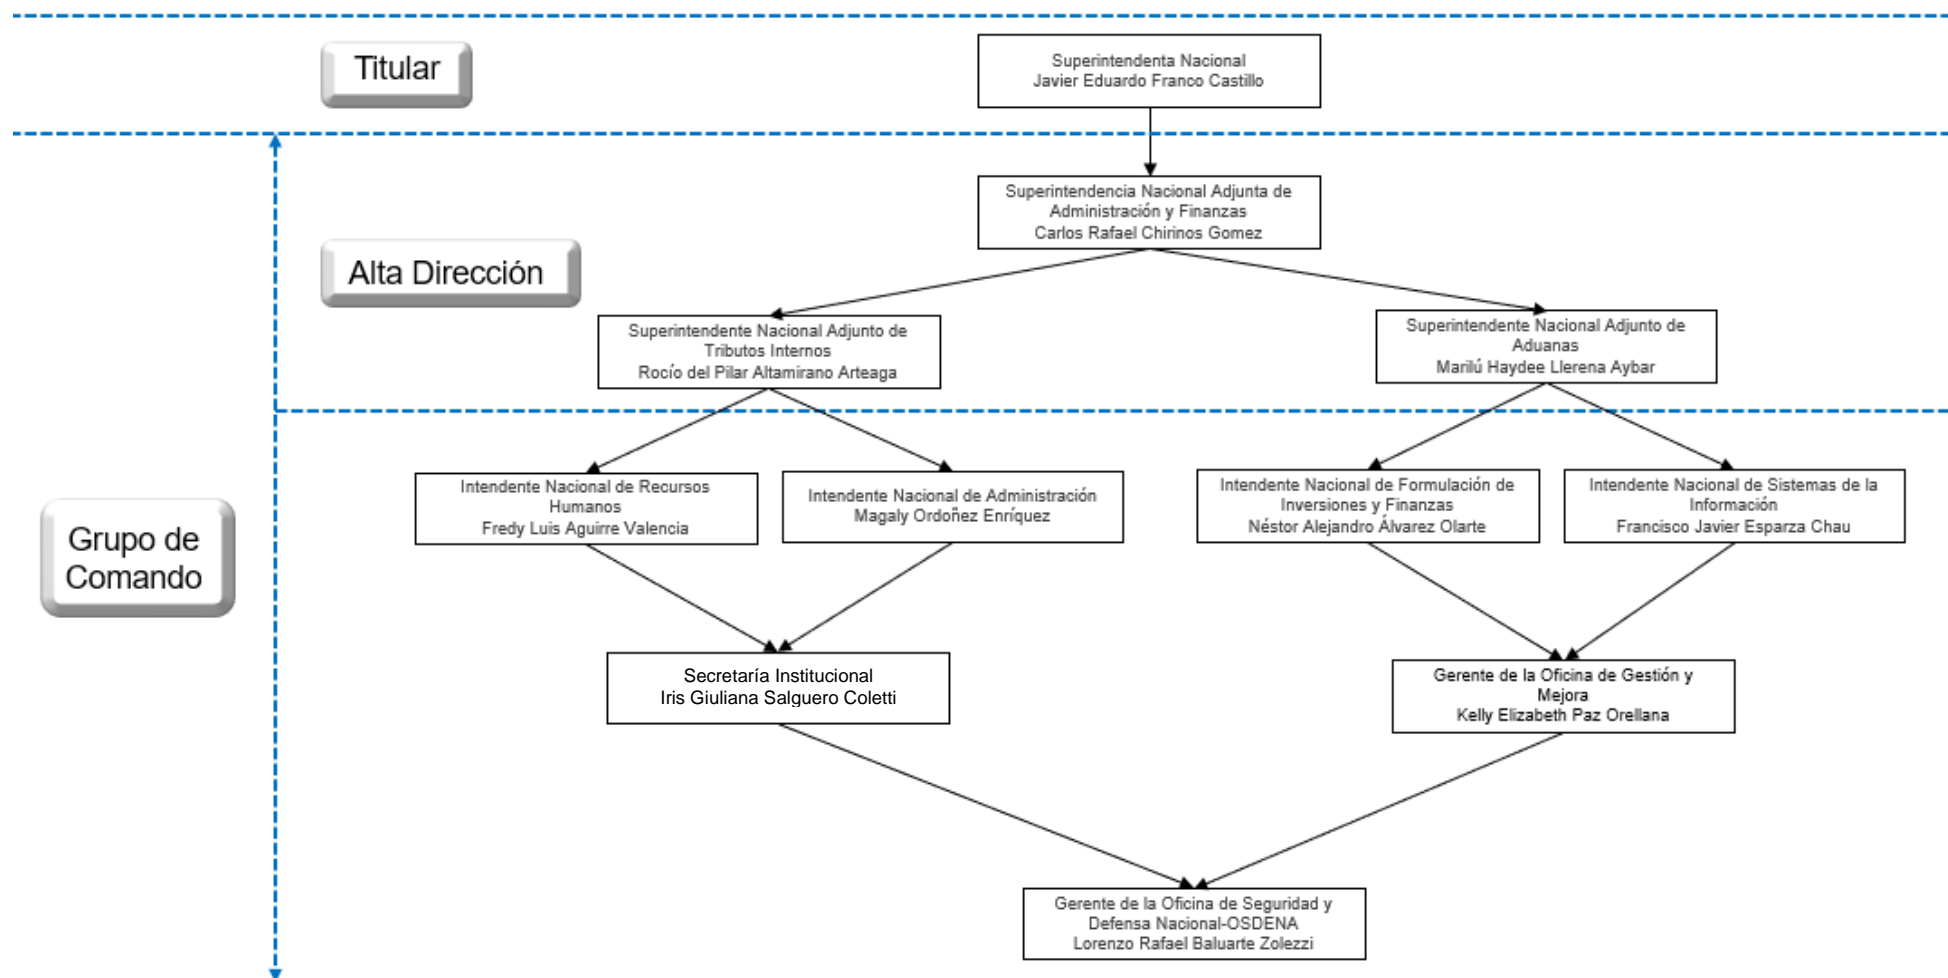 Titular
Superintendenta Nacional
Javier Eduardo Franco Castillo
Superintendencia Nacional Adjunta de
Administración y Finanzas
Carlos Rafael Chirinos Gomez
Alta Dirección
Superintendente Nacional Adjunto de
Tributos Internos
Rocío del Pilar Altamirano Arteaga
Superintendente Nacional Adjunto de
Aduanas
Marilú Haydee Llerena Aybar
Grupo de
Comando
Intendente Nacional de Recursos
Humanos
Fredy Luis Aguirre Valencia
Intendente Nacional de Administración
Magaly Ordoñez Enríquez
Intendente Nacional de Formulación de
Inversiones y Finanzas
Néstor Alejandro Álvarez Olarte
Intendente Nacional de Sistemas de la
Información
Francisco Javier Esparza Chau
Secretaría Institucional
Iris Giuliana Salguero Coletti
Gerente de la Oficina de Gestión y
Mejora
Kelly Elizabeth Paz Orellana
Gerente de la Oficina de Seguridad y
Defensa Nacional-OSDENA
Lorenzo Rafael Baluarte Zolezzi